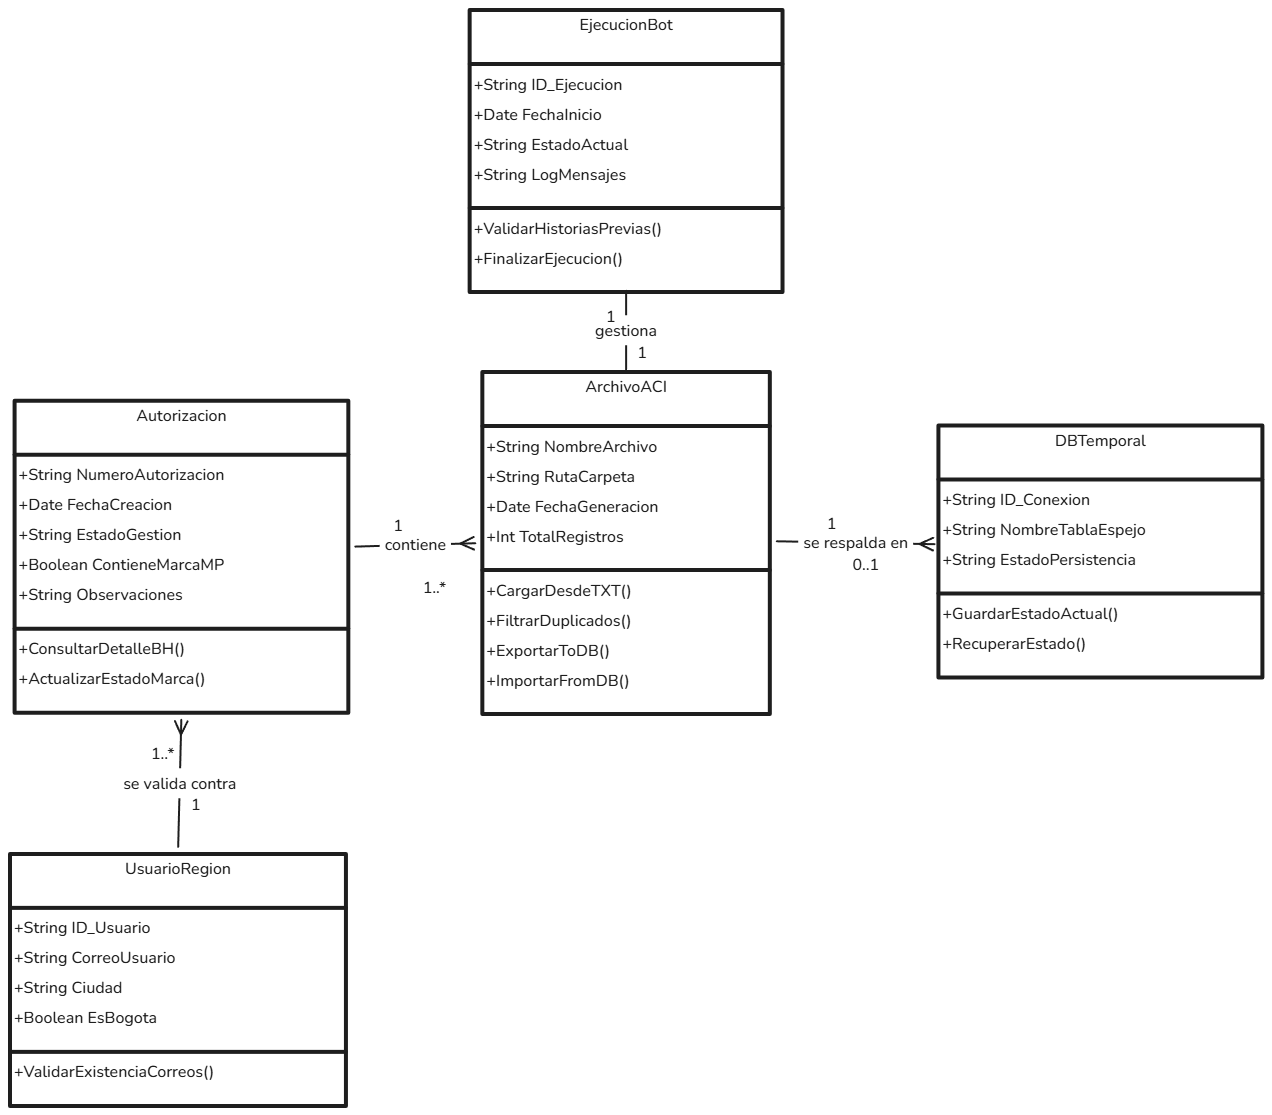 EjecucionBot
+String ID_Ejecucion
+Date FechaInicio
+String EstadoActual
+String LogMensajes
+ValidarHistoriasPrevias()
+FinalizarEjecucion()
1
gestiona
1
ArchivoACI
+String NombreArchivo
+String RutaCarpeta
+Date FechaGeneracion
+Int TotalRegistros
+CargarDesdeTXT()
+FiltrarDuplicados()
+ExportarToDB()
+ImportarFromDB()
Autorizacion
+String NumeroAutorizacion
+Date FechaCreacion
+String EstadoGestion
+Boolean ContieneMarcaMP
+String Observaciones
+ConsultarDetalleBH()
+ActualizarEstadoMarca()
1
contiene
1..*
1
se respalda en
0..1
DBTemporal
+String ID_Conexion
+String NombreTablaEspejo
+String EstadoPersistencia
+GuardarEstadoActual()
+RecuperarEstado()
1..*
se valida contra
1
UsuarioRegion
+String ID_Usuario
+String CorreoUsuario
+String Ciudad
+Boolean EsBogota
+ValidarExistenciaCorreos()